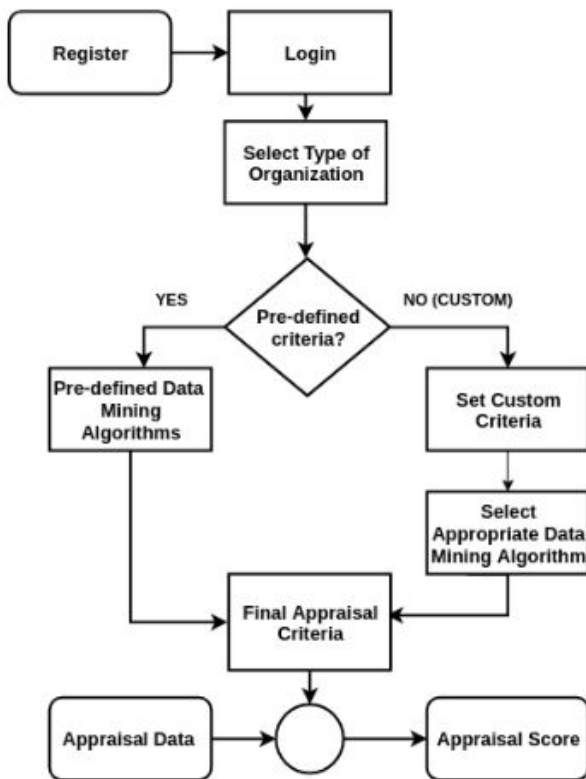 Register
Login
Select Type of
Organization
YES
NO (CUSTOM)
Pre-defined
criteria?
Pre-defined Data
Mining
Algorithms
Set Custom
Criteria
Select
Appropriate Data
Mining Algorithm
Final Appraisal
Criteria
Appraisal Data
Appraisal Score